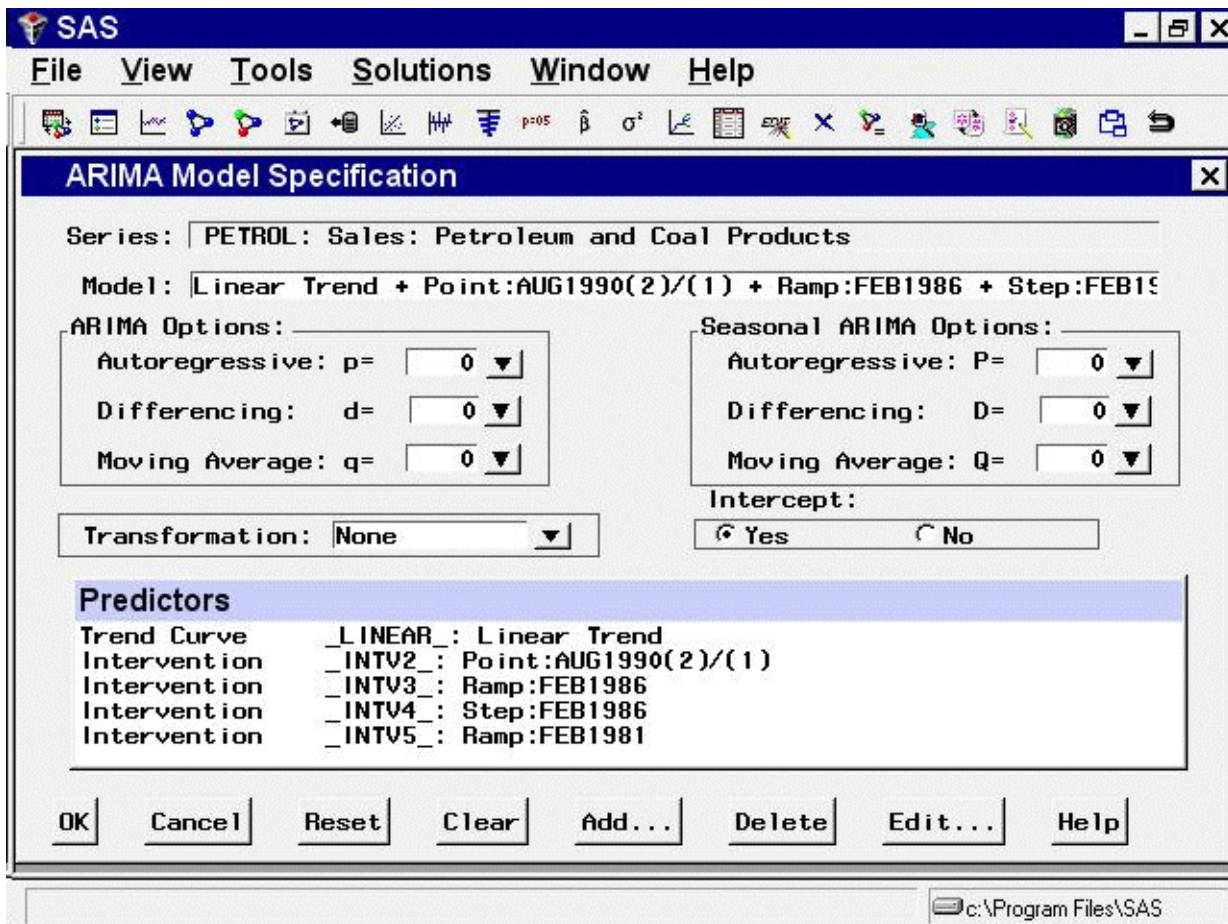 SAS
File View Tools Solutions Window Help
p=05 β̂ σ² EDIT
ARIMA Model Specification
Series: PETROL: Sales: Petroleum and Coal Products
Model: Linear Trend + Point:AUG1990(2)/(1) + Ramp:FEB1986 + Step:FEB19
ARIMA Options:
Autoregressive: p= 0
Differencing: d= 0
Moving Average: q= 0
Seasonal ARIMA Options:
Autoregressive: P= 0
Differencing: D= 0
Moving Average: Q= 0
Transformation: None
Intercept:
Yes No
Predictors
Trend Curve _LINEAR_: Linear Trend
Intervention _INTV2_: Point:AUG1990(2)/(1)
Intervention _INTV3_: Ramp:FEB1986
Intervention _INTV4_: Step:FEB1986
Intervention _INTV5_: Ramp:FEB1981
OK Cancel Reset Clear Add... Delete Edit... Help
c:\Program Files\SAS